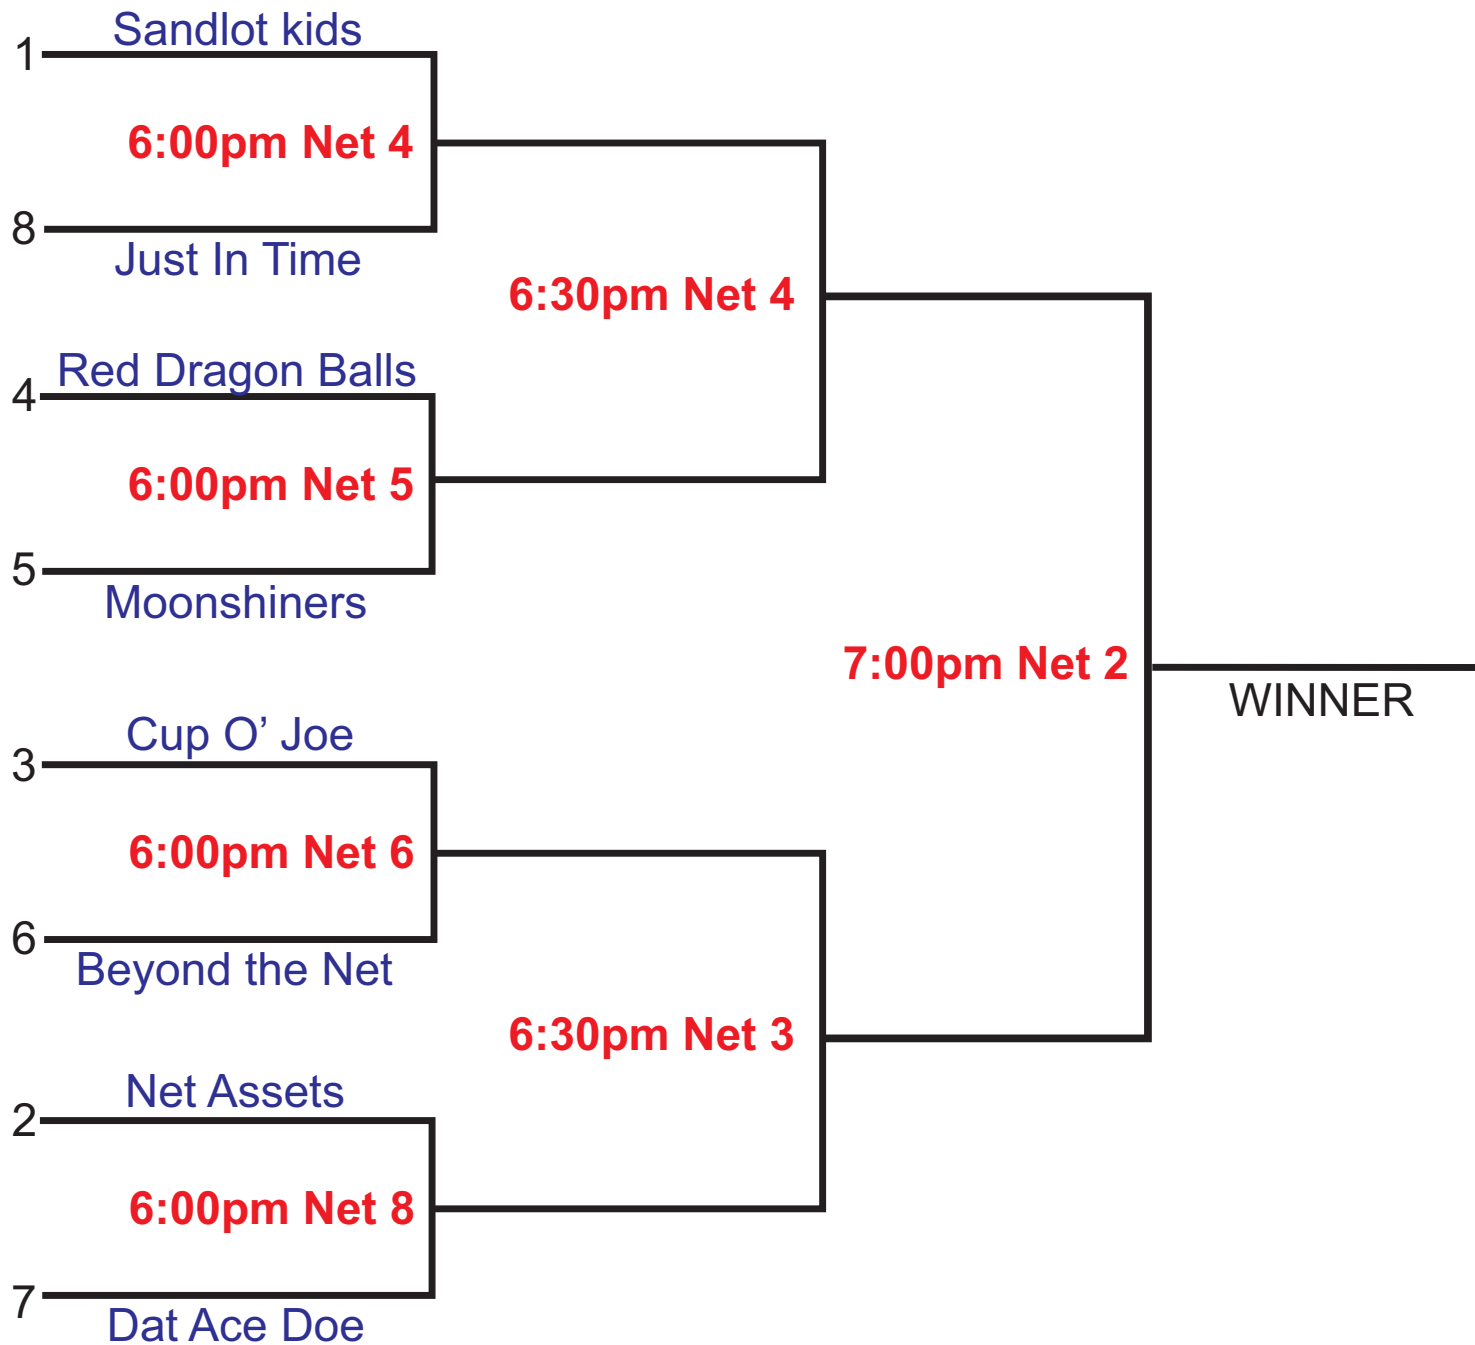 Sandlot kids
1
6:00pm Net 4
8
Just In Time
6:30pm Net 4
Red Dragon Balls
4
6:00pm Net 5
5
Moonshiners
7:00pm Net 2
WINNER
Cup O’ Joe
3
6:00pm Net 6
6
Beyond the Net
6:30pm Net 3
Net Assets
2
6:00pm Net 8
7
Dat Ace Doe